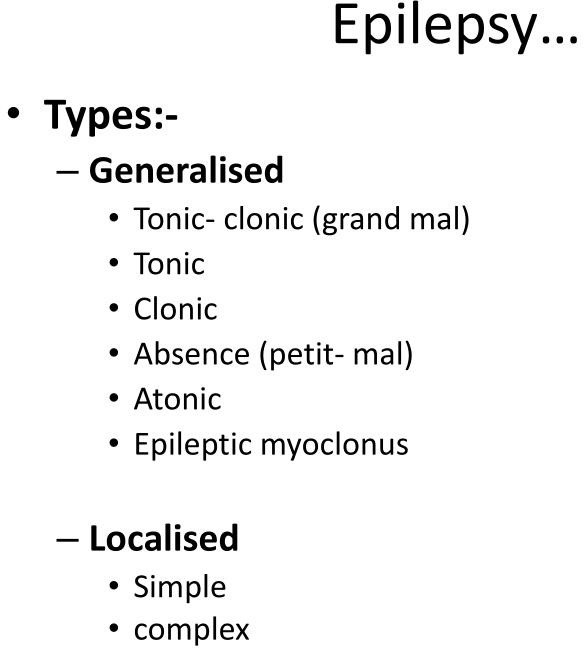 Epilepsy…
• Types:-
– Generalised
• Tonic- clonic (grand mal)
• Tonic
• Clonic
• Absence (petit- mal)
• Atonic
• Epileptic myoclonus
– Localised
• Simple
• complex